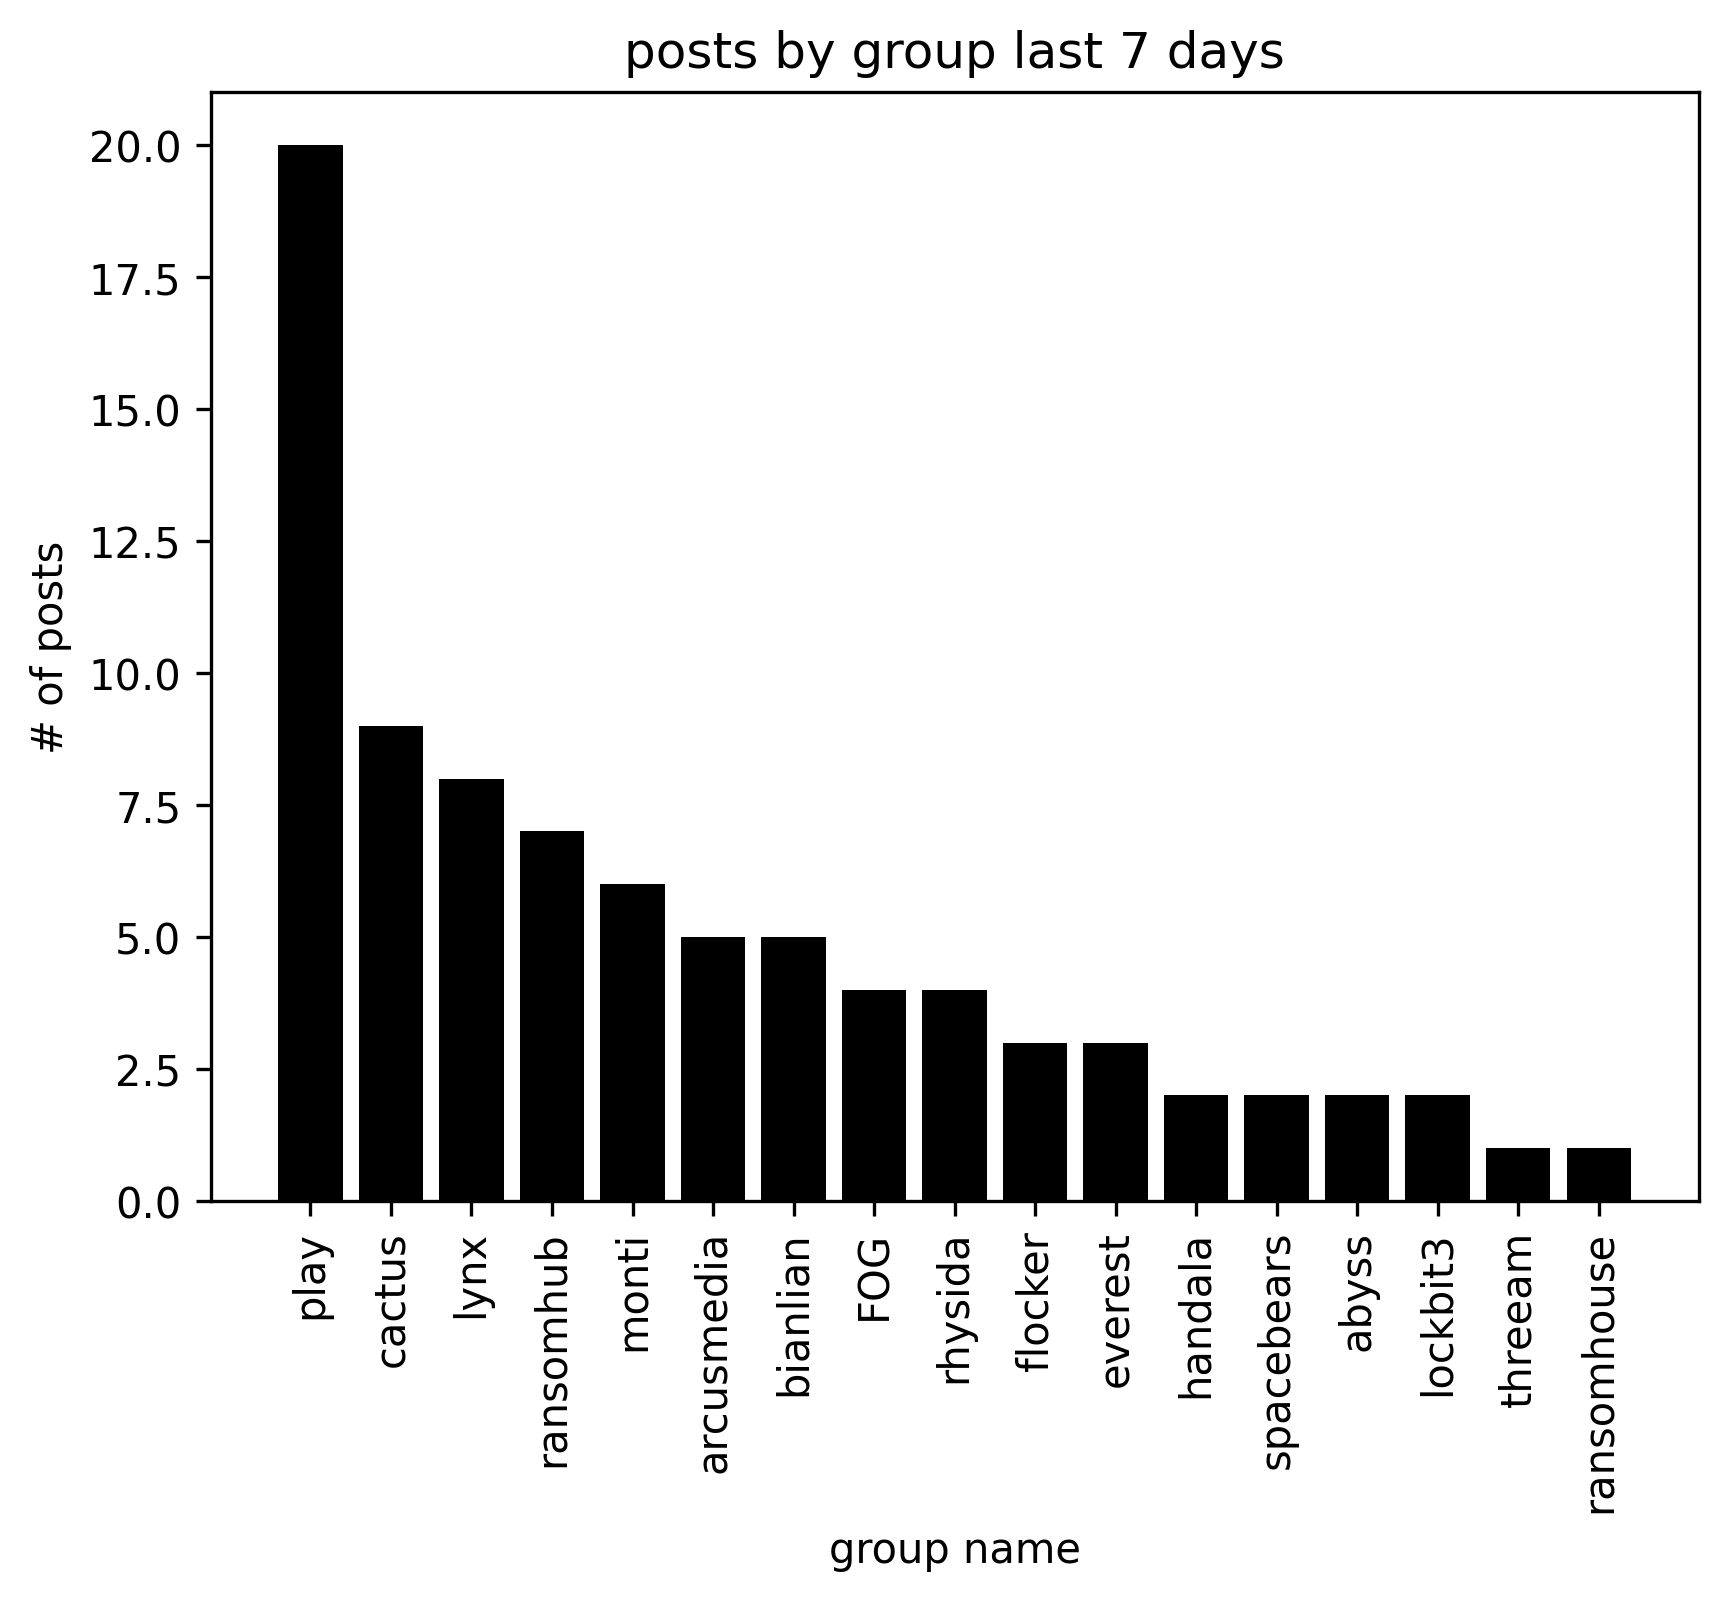 posts by group last 7 days
20.0
17.5
15.0
12.5
10.0
7.5
5.0
2.5
0.0
# of posts
play
cactus
lynx
ransomhub
monti
arcusmedia
bianlian
FOG
rhysida
flocker
everest
handala
spacebears
abyss
lockbit3
threeam
ransomhouse
group name